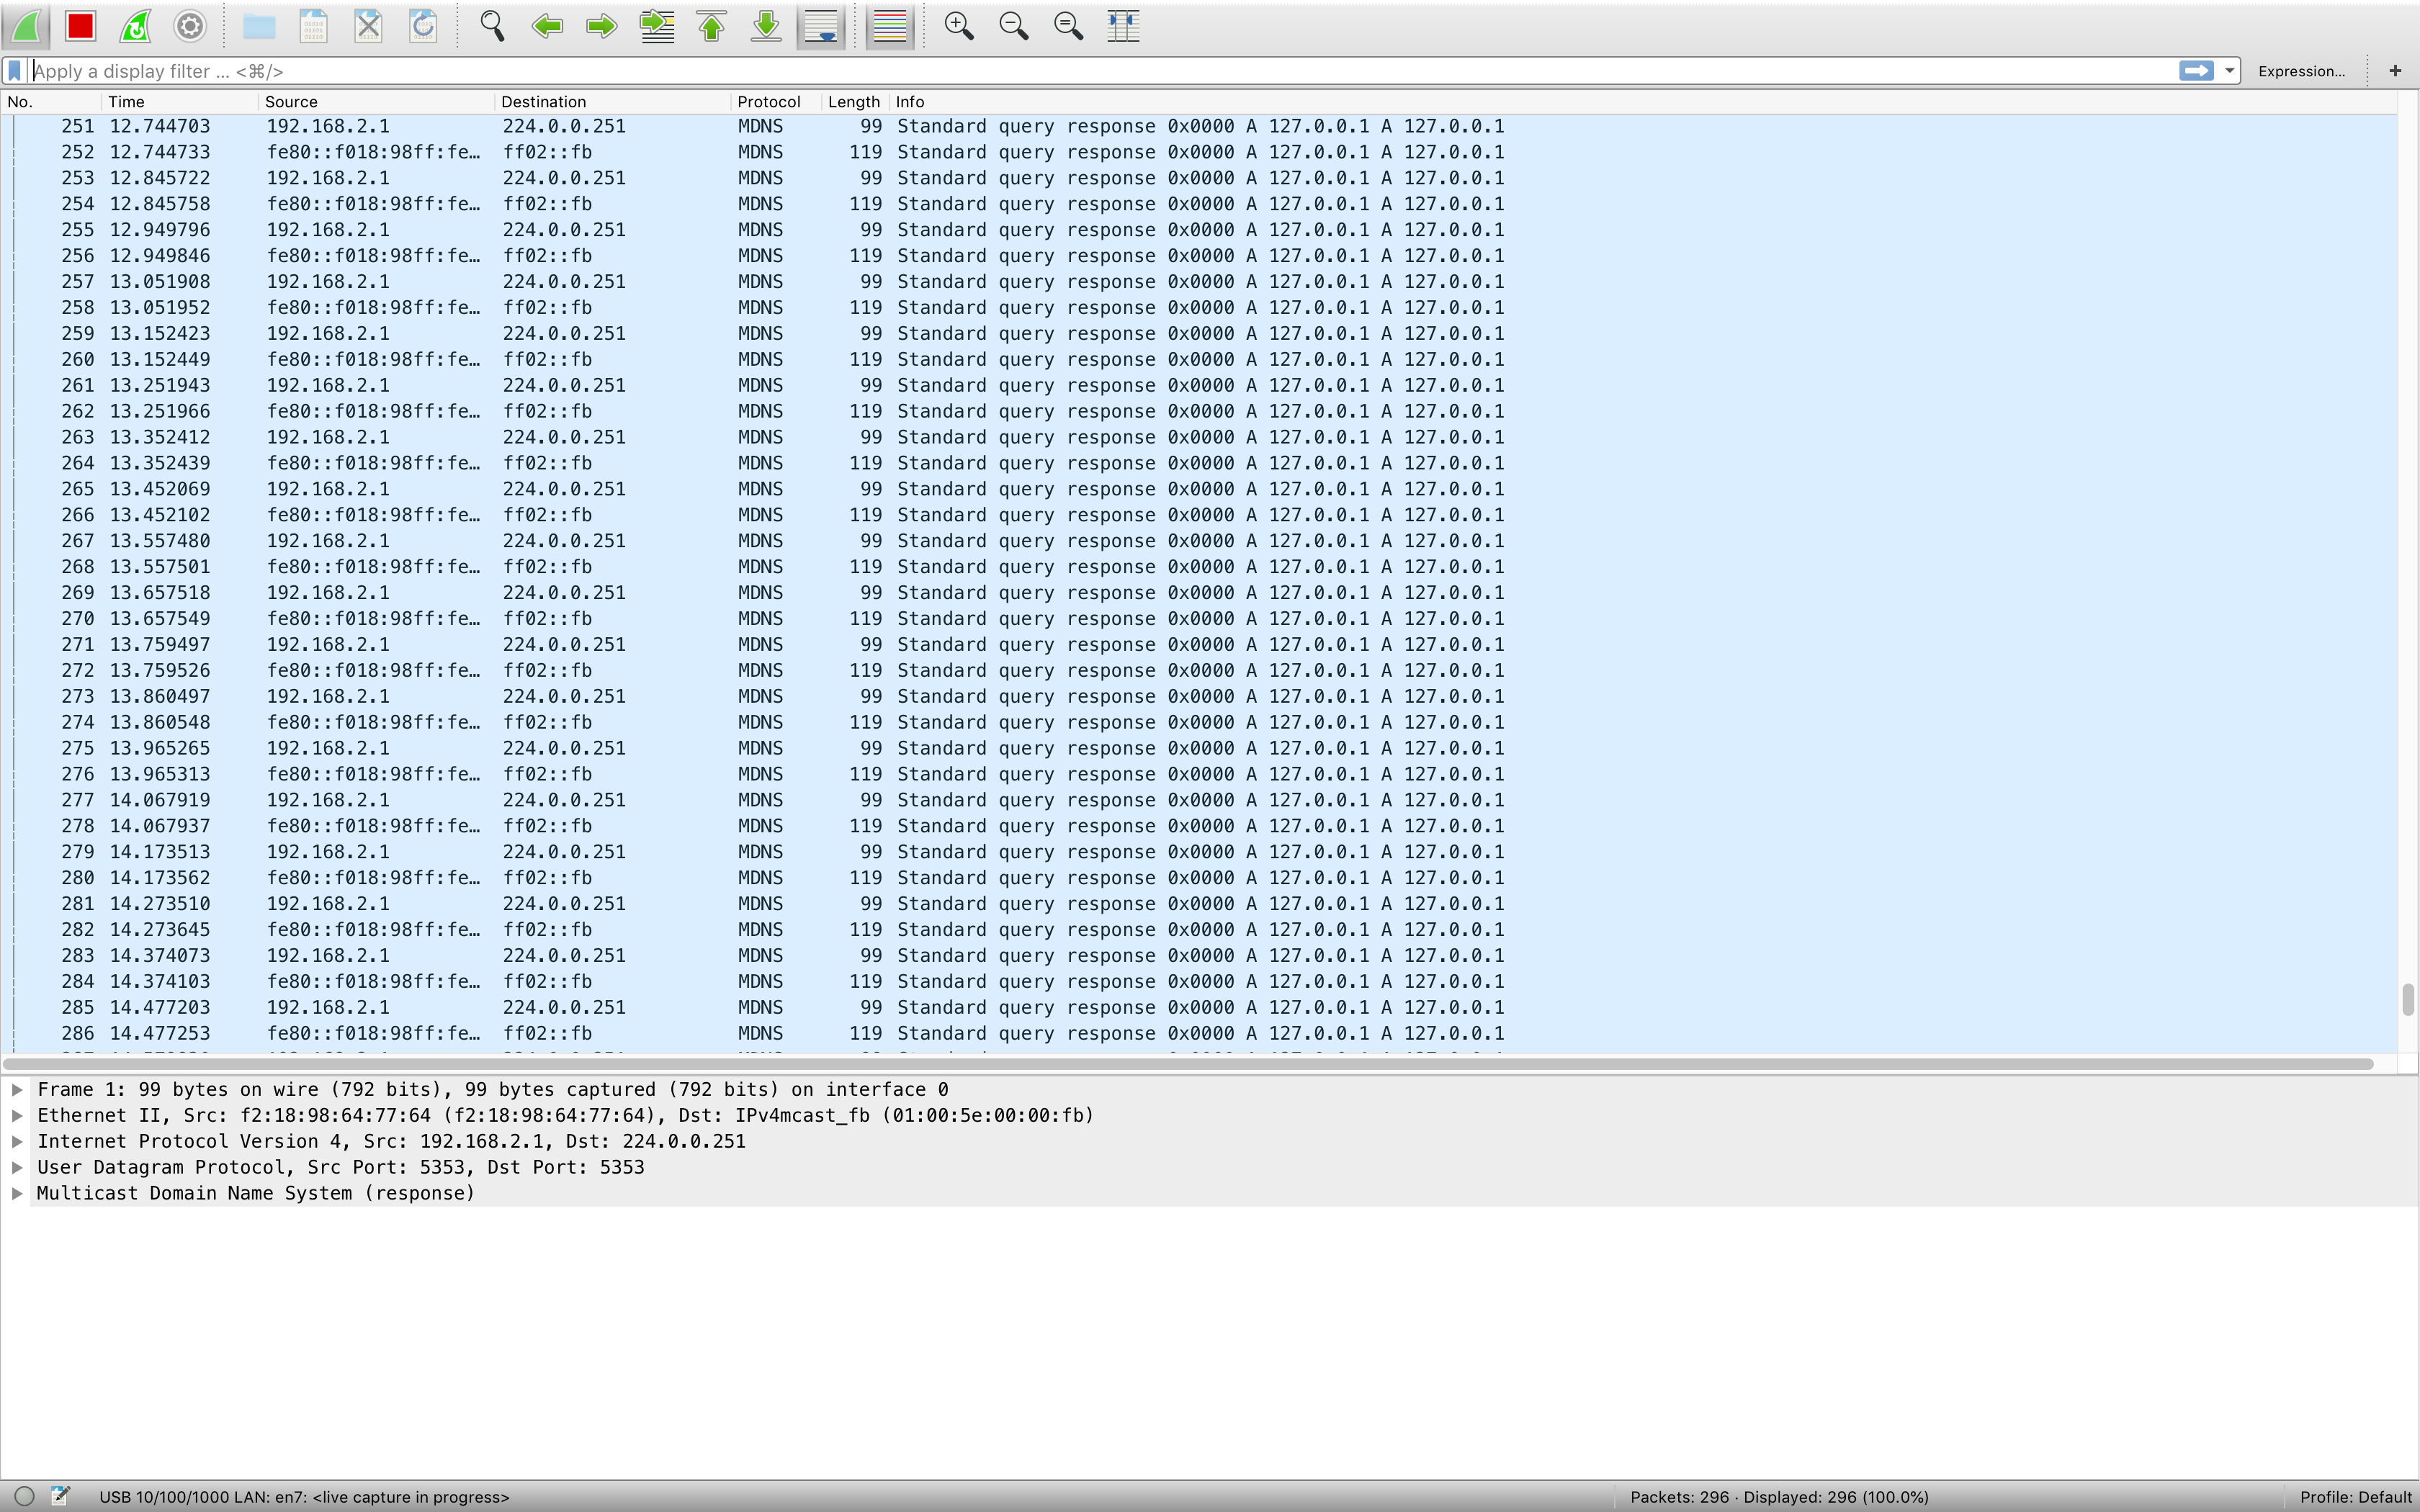 Apply a display filter ... <⌘/>
Expression...
+
No. Time Source Destination Protocol Length Info
251 12.744703 192.168.2.1 224.0.0.251 MDNS 99 Standard query response 0x0000 A 127.0.0.1 A 127.0.0.1
252 12.744733 fe80::f018:98ff:fe… ff02::fb MDNS 119 Standard query response 0x0000 A 127.0.0.1 A 127.0.0.1
253 12.845722 192.168.2.1 224.0.0.251 MDNS 99 Standard query response 0x0000 A 127.0.0.1 A 127.0.0.1
254 12.845758 fe80::f018:98ff:fe… ff02::fb MDNS 119 Standard query response 0x0000 A 127.0.0.1 A 127.0.0.1
255 12.949796 192.168.2.1 224.0.0.251 MDNS 99 Standard query response 0x0000 A 127.0.0.1 A 127.0.0.1
256 12.949846 fe80::f018:98ff:fe… ff02::fb MDNS 119 Standard query response 0x0000 A 127.0.0.1 A 127.0.0.1
257 13.051908 192.168.2.1 224.0.0.251 MDNS 99 Standard query response 0x0000 A 127.0.0.1 A 127.0.0.1
258 13.051952 fe80::f018:98ff:fe… ff02::fb MDNS 119 Standard query response 0x0000 A 127.0.0.1 A 127.0.0.1
259 13.152423 192.168.2.1 224.0.0.251 MDNS 99 Standard query response 0x0000 A 127.0.0.1 A 127.0.0.1
260 13.152449 fe80::f018:98ff:fe… ff02::fb MDNS 119 Standard query response 0x0000 A 127.0.0.1 A 127.0.0.1
261 13.251943 192.168.2.1 224.0.0.251 MDNS 99 Standard query response 0x0000 A 127.0.0.1 A 127.0.0.1
262 13.251966 fe80::f018:98ff:fe… ff02::fb MDNS 119 Standard query response 0x0000 A 127.0.0.1 A 127.0.0.1
263 13.352412 192.168.2.1 224.0.0.251 MDNS 99 Standard query response 0x0000 A 127.0.0.1 A 127.0.0.1
264 13.352439 fe80::f018:98ff:fe… ff02::fb MDNS 119 Standard query response 0x0000 A 127.0.0.1 A 127.0.0.1
265 13.452069 192.168.2.1 224.0.0.251 MDNS 99 Standard query response 0x0000 A 127.0.0.1 A 127.0.0.1
266 13.452102 fe80::f018:98ff:fe… ff02::fb MDNS 119 Standard query response 0x0000 A 127.0.0.1 A 127.0.0.1
267 13.557480 192.168.2.1 224.0.0.251 MDNS 99 Standard query response 0x0000 A 127.0.0.1 A 127.0.0.1
268 13.557501 fe80::f018:98ff:fe… ff02::fb MDNS 119 Standard query response 0x0000 A 127.0.0.1 A 127.0.0.1
269 13.657518 192.168.2.1 224.0.0.251 MDNS 99 Standard query response 0x0000 A 127.0.0.1 A 127.0.0.1
270 13.657549 fe80::f018:98ff:fe… ff02::fb MDNS 119 Standard query response 0x0000 A 127.0.0.1 A 127.0.0.1
271 13.759497 192.168.2.1 224.0.0.251 MDNS 99 Standard query response 0x0000 A 127.0.0.1 A 127.0.0.1
272 13.759526 fe80::f018:98ff:fe… ff02::fb MDNS 119 Standard query response 0x0000 A 127.0.0.1 A 127.0.0.1
273 13.860497 192.168.2.1 224.0.0.251 MDNS 99 Standard query response 0x0000 A 127.0.0.1 A 127.0.0.1
274 13.860548 fe80::f018:98ff:fe… ff02::fb MDNS 119 Standard query response 0x0000 A 127.0.0.1 A 127.0.0.1
275 13.965265 192.168.2.1 224.0.0.251 MDNS 99 Standard query response 0x0000 A 127.0.0.1 A 127.0.0.1
276 13.965313 fe80::f018:98ff:fe… ff02::fb MDNS 119 Standard query response 0x0000 A 127.0.0.1 A 127.0.0.1
277 14.067919 192.168.2.1 224.0.0.251 MDNS 99 Standard query response 0x0000 A 127.0.0.1 A 127.0.0.1
278 14.067937 fe80::f018:98ff:fe… ff02::fb MDNS 119 Standard query response 0x0000 A 127.0.0.1 A 127.0.0.1
279 14.173513 192.168.2.1 224.0.0.251 MDNS 99 Standard query response 0x0000 A 127.0.0.1 A 127.0.0.1
280 14.173562 fe80::f018:98ff:fe… ff02::fb MDNS 119 Standard query response 0x0000 A 127.0.0.1 A 127.0.0.1
281 14.273510 192.168.2.1 224.0.0.251 MDNS 99 Standard query response 0x0000 A 127.0.0.1 A 127.0.0.1
282 14.273645 fe80::f018:98ff:fe… ff02::fb MDNS 119 Standard query response 0x0000 A 127.0.0.1 A 127.0.0.1
283 14.374073 192.168.2.1 224.0.0.251 MDNS 99 Standard query response 0x0000 A 127.0.0.1 A 127.0.0.1
284 14.374103 fe80::f018:98ff:fe… ff02::fb MDNS 119 Standard query response 0x0000 A 127.0.0.1 A 127.0.0.1
285 14.477203 192.168.2.1 224.0.0.251 MDNS 99 Standard query response 0x0000 A 127.0.0.1 A 127.0.0.1
286 14.477253 fe80::f018:98ff:fe… ff02::fb MDNS 119 Standard query response 0x0000 A 127.0.0.1 A 127.0.0.1
Frame 1: 99 bytes on wire (792 bits), 99 bytes captured (792 bits) on interface 0
Ethernet II, Src: f2:18:98:64:77:64 (f2:18:98:64:77:64), Dst: IPv4mcast_fb (01:00:5e:00:00:fb)
Internet Protocol Version 4, Src: 192.168.2.1, Dst: 224.0.0.251
User Datagram Protocol, Src Port: 5353, Dst Port: 5353
Multicast Domain Name System (response)
USB 10/100/1000 LAN: en7: <live capture in progress>
Packets: 296 · Displayed: 296 (100.0%)
Profile: Default